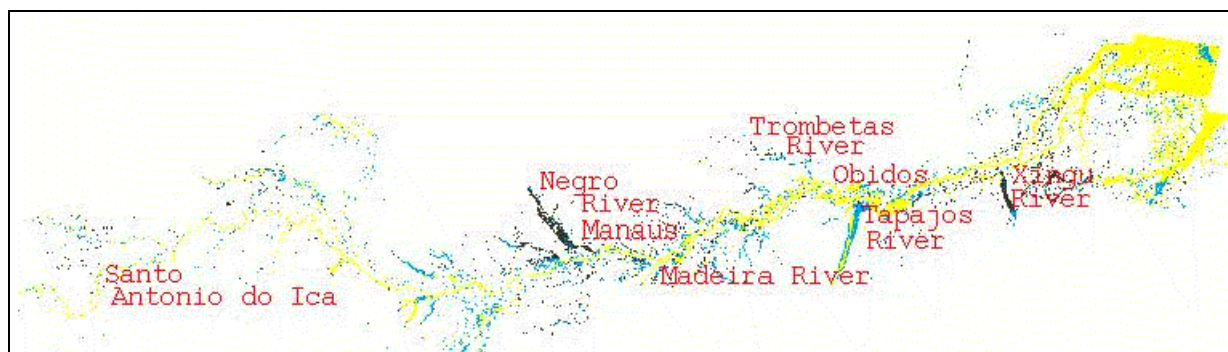 Trombetas
River
Obidos
Negro
River
Manaus
Xingu
River
Tapajos
River
Santo
Antonio do Ica
Madeira River